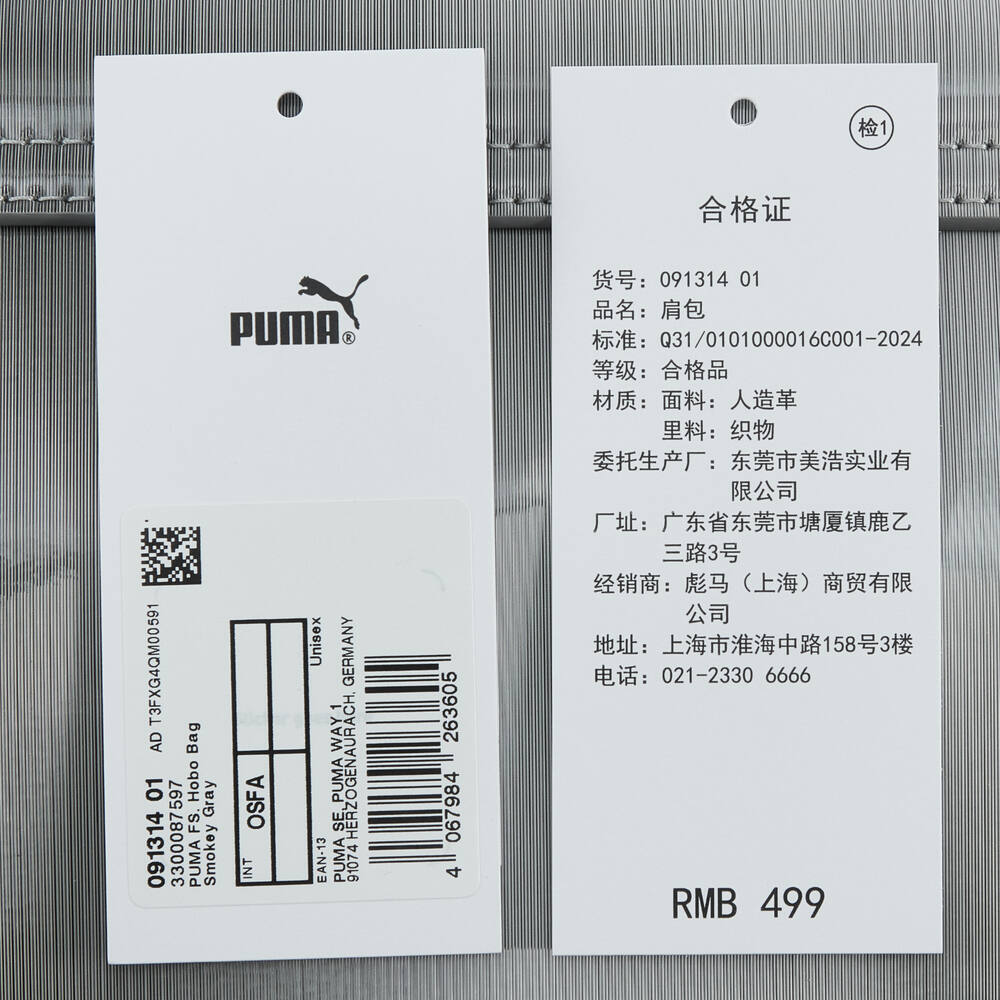 PUMA®
AD T3FXG4QM00591
091314 01
3300087597
PUMA FS. Hobo Bag
Smokey Gray
INT
OSFA
Unisex
EAN-13
PUMA SE, PUMA WAY 1
91074 HERZOGENAURACH, GERMANY
4 067984 263605
检1
合格证
货号：091314 01
品名：肩包
标准：Q31/0101000016C001-2024
等级：合格品
材质：面料：人造革
里料：织物
委托生产厂：东莞市美浩实业有
限公司
厂址：广东省东莞市塘厦镇鹿乙
三路3号
经销商：彪马（上海）商贸有限
公司
地址：上海市淮海中路158号3楼
电话：021-2330 6666
RMB 499